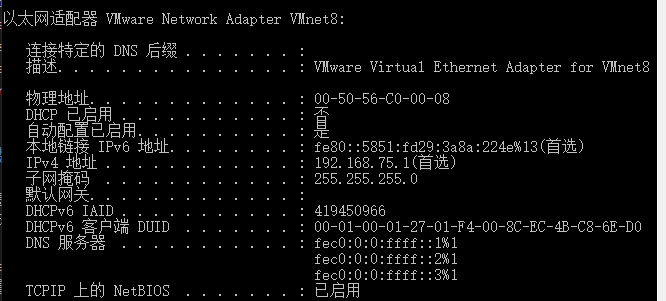 以太网适配器 VMware Network Adapter VMnet8:
连接特定的 DNS 后缀 . . . . . . . :
描述. . . . . . . . . . . . . . . : VMware Virtual Ethernet Adapter for VMnet8
物理地址. . . . . . . . . . . . . : 00-50-56-C0-00-08
DHCP 已启用 . . . . . . . . . . . : 否
自动配置已启用. . . . . . . . . . : 是
本地链接 IPv6 地址. . . . . . . . : fe80::5851:fd29:3a8a:224e%13(首选)
IPv4 地址 . . . . . . . . . . . . : 192.168.75.1(首选)
子网掩码 . . . . . . . . . . . . : 255.255.255.0
默认网关. . . . . . . . . . . . . :
DHCPv6 IAID . . . . . . . . . . . : 419450966
DHCPv6 客户端 DUID . . . . . . . : 00-01-00-01-27-01-F4-00-8C-EC-4B-C8-6E-D0
DNS 服务器 . . . . . . . . . . . : fec0:0:0:ffff::1%1
fec0:0:0:ffff::2%1
fec0:0:0:ffff::3%1
TCPIP 上的 NetBIOS . . . . . . . : 已启用